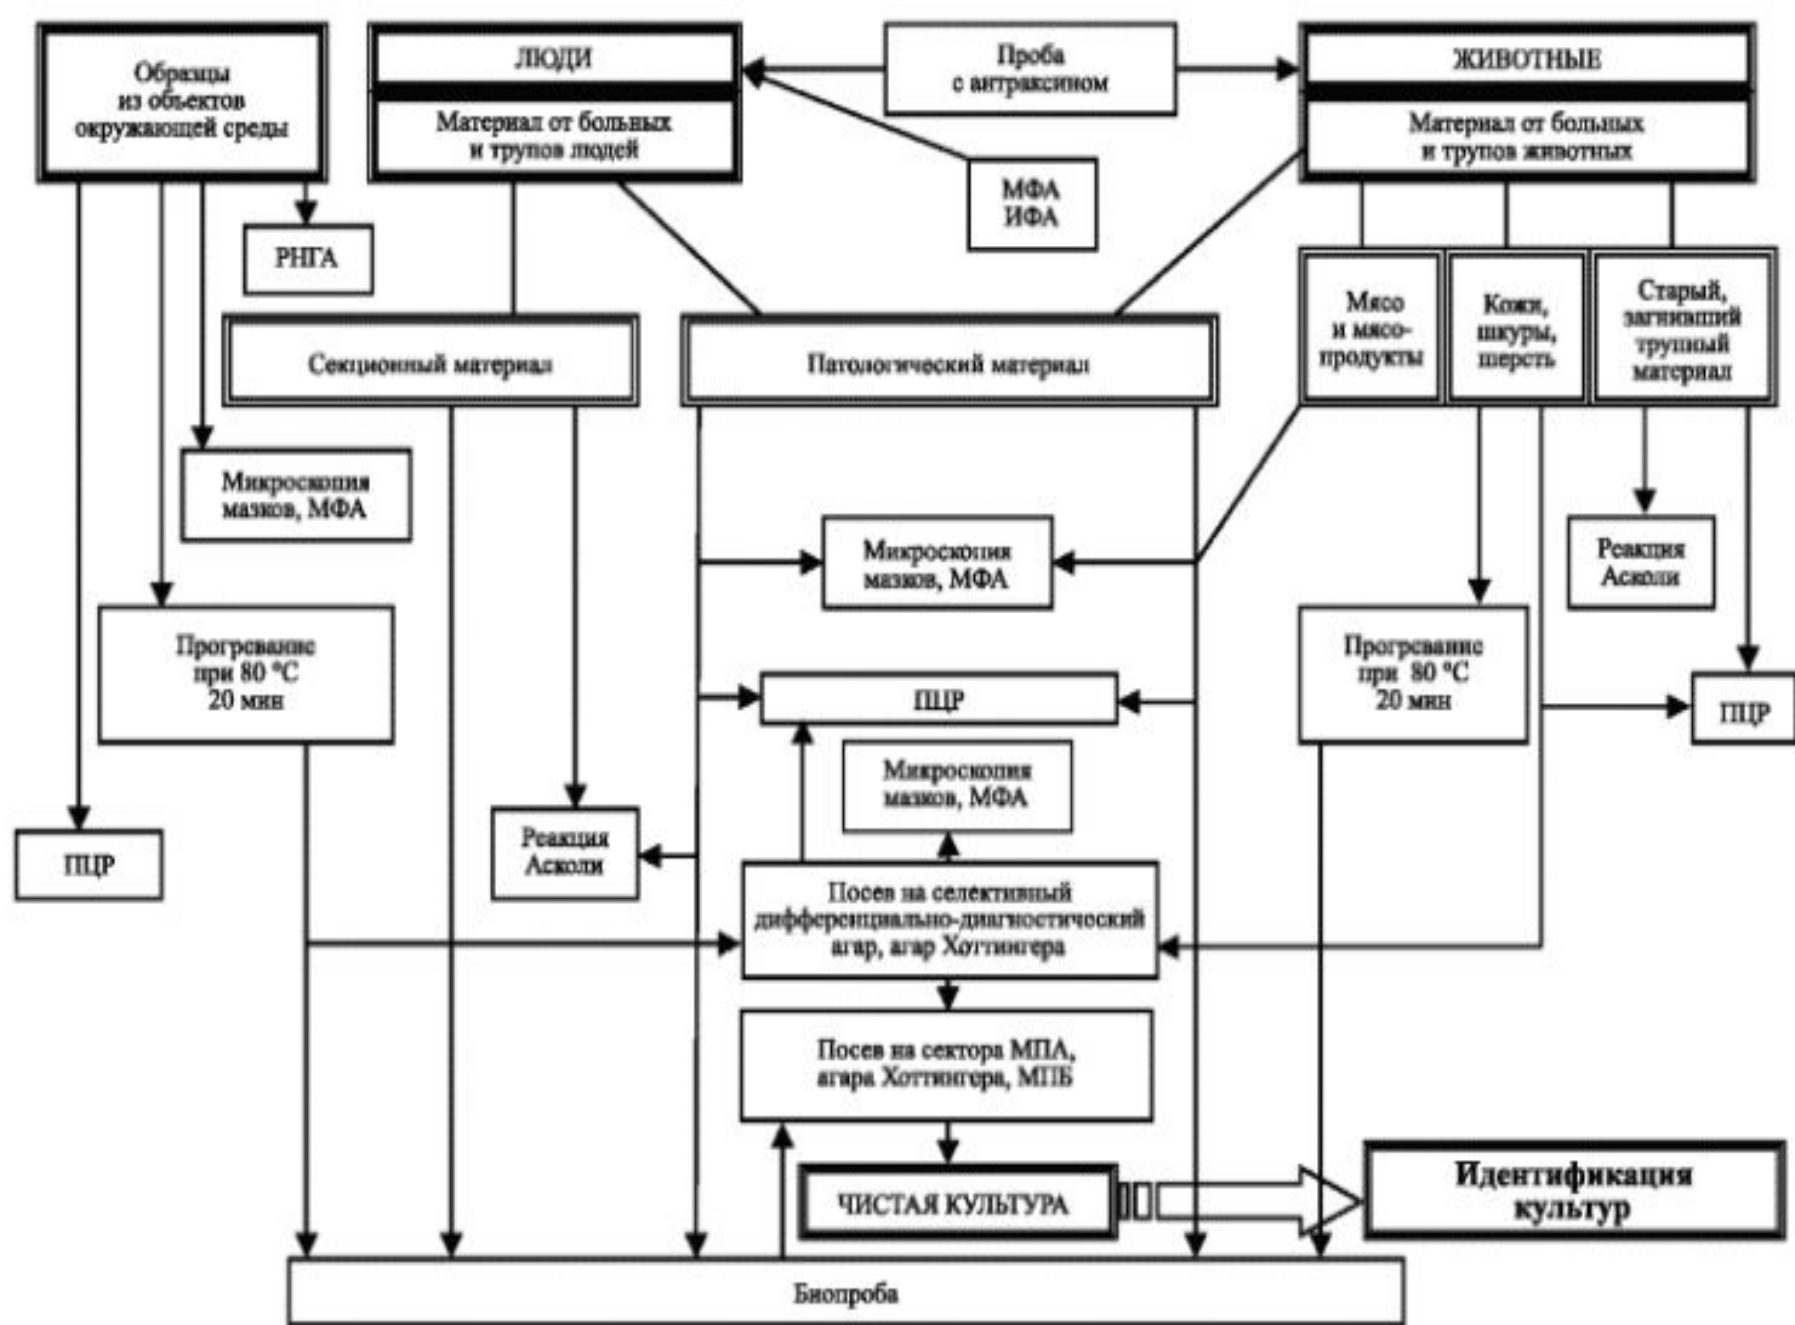 Образцы
из объектов
окружающей среды
ЛЮДИ
Материал от больных
и трупов людей
Проба
с антраксином
ЖИВОТНЫЕ
Материал от больных
и трупов животных
МФА
ИФА
РНГА
Секционный материал
Патологический материал
Мясо
и мясо-
продукты
Кожи,
шкуры,
шерсть
Старый,
загнивший
трупный
материал
Микроскопия
мазков, МФА
Микроскопия
мазков, МФА
Реакция
Асколи
Прогревание
при 80 °С
20 мин
ПЦР
Прогревание
при 80 °С
20 мин
ПЦР
Микроскопия
мазков, МФА
ПЦР
Реакция
Асколи
Посев на селективный
дифференциально-диагностический
агар, агар Хоттингера
Посев на сектора МПА,
агара Хоттингера, МПБ
ЧИСТАЯ КУЛЬТУРА
Идентификация
культур
Биопроба